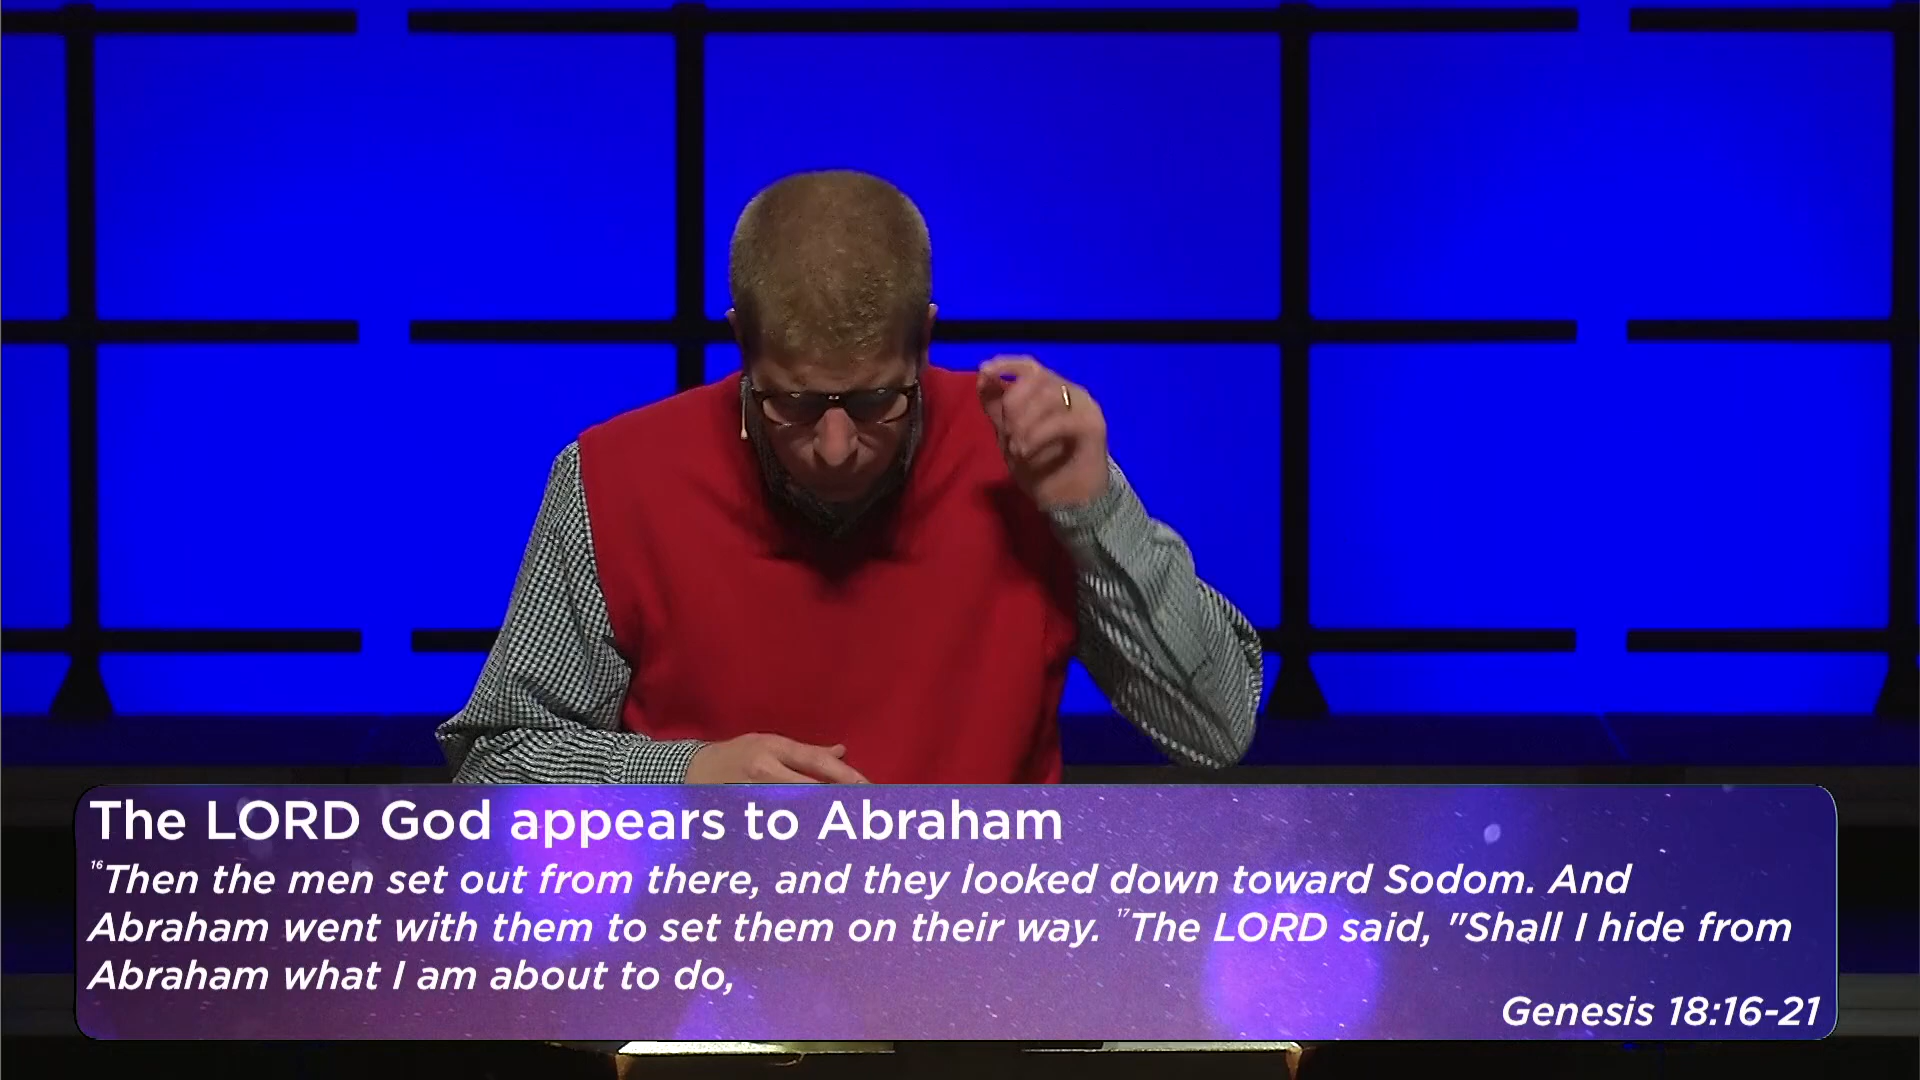 The LORD God appears to Abraham
16Then the men set out from there, and they looked down toward Sodom. And
Abraham went with them to set them on their way. 17The LORD said, "Shall I hide from
Abraham what I am about to do,
Genesis 18:16-21